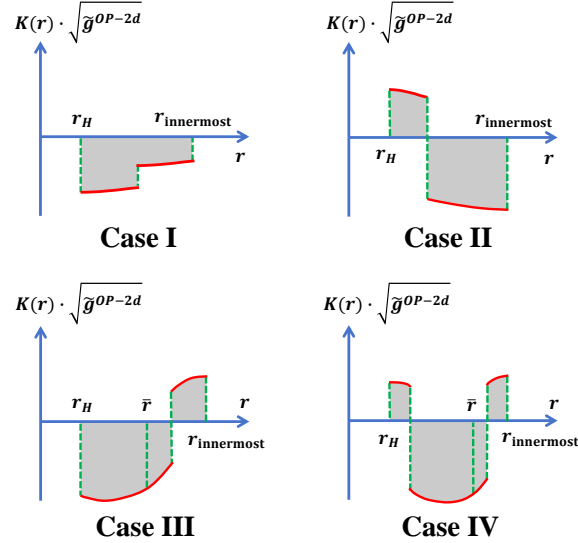 K(r) · √g̃^{OP−2d}
K(r) · √g̃^{OP−2d}
r_H r_innermost
r
Case I
r_innermost
r_H r
Case II
K(r) · √g̃^{OP−2d}
K(r) · √g̃^{OP−2d}
r_H r̄ r
r_innermost
Case III
r̄ r
r_H r_innermost
Case IV